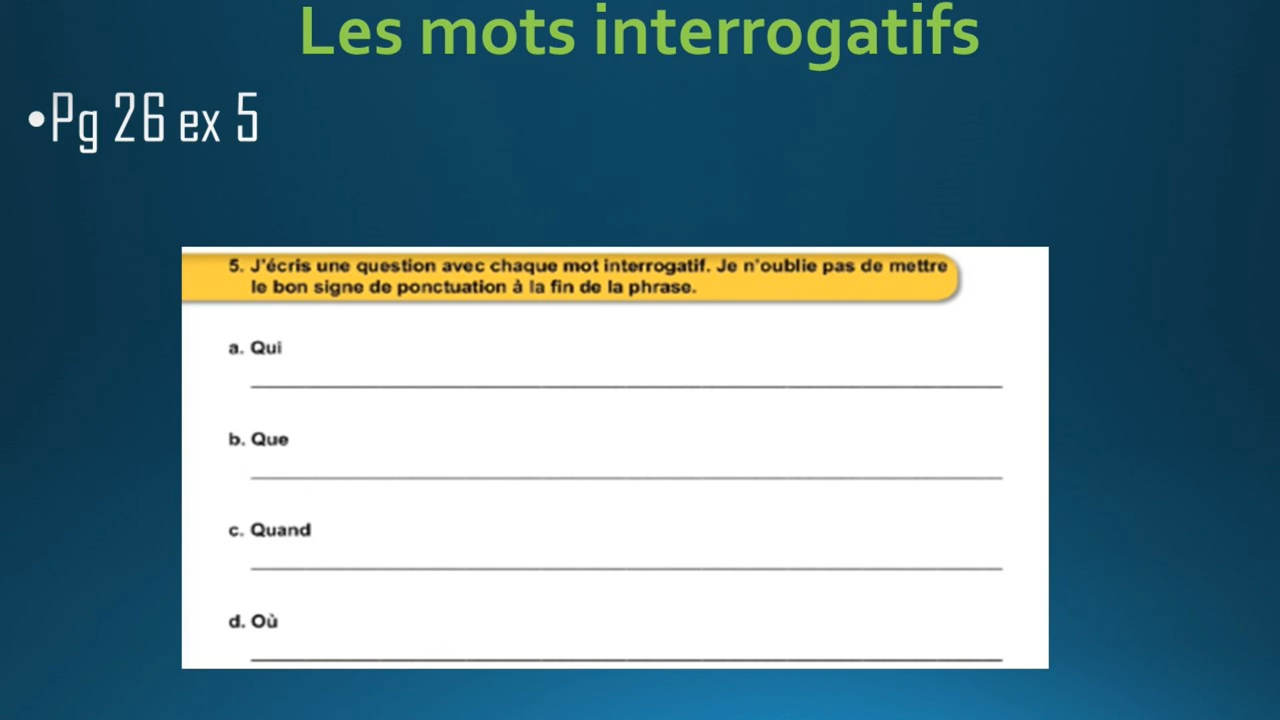 Les mots interrogatifs
•Pg 26 ex 5
5. J'écris une question avec chaque mot interrogatif. Je n'oublie pas de mettre
le bon signe de ponctuation à la fin de la phrase.
a. Qui
b. Que
c. Quand
d. Où